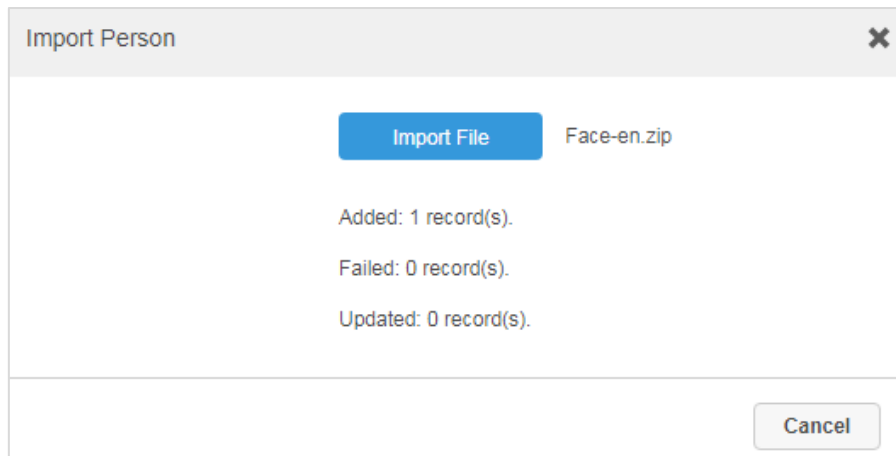 Import Person
Import File Face-en.zip
Added: 1 record(s).
Failed: 0 record(s).
Updated: 0 record(s).
Cancel